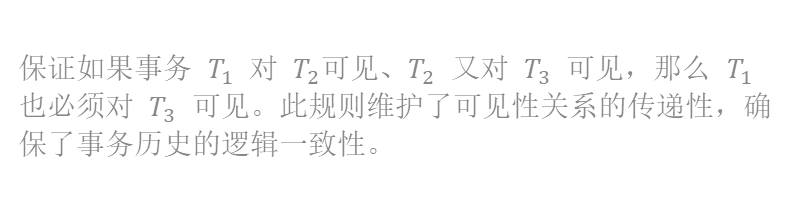 保证如果事务 T₁ 对 T₂可见、T₂ 又对 T₃ 可见，那么 T₁
也必须对 T₃ 可见。此规则维护了可见性关系的传递性，确
保了事务历史的逻辑一致性。